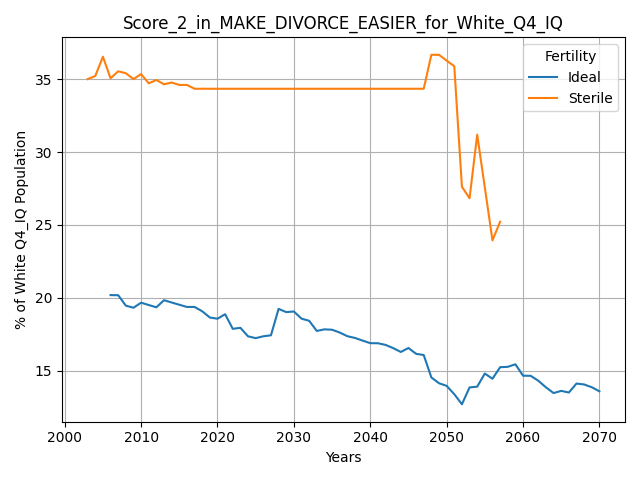 Score_2_in_MAKE_DIVORCE_EASIER_for_White_Q4_IQ
% of White Q4_IQ Population
35
30
25
20
15
Fertility
Ideal
Sterile
2000 2010 2020 2030 2040 2050 2060 2070
Years